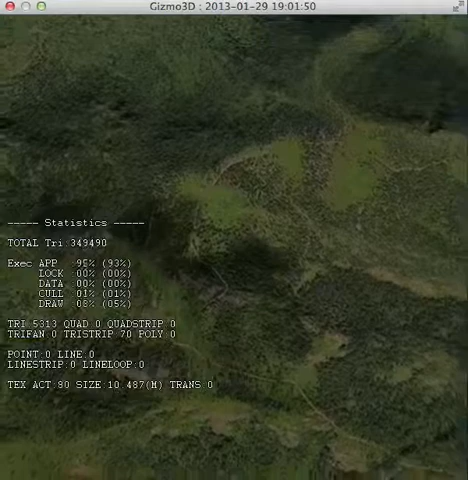 Gizmo3D : 2013-01-29 19:01:50
----- Statistics -----
TOTAL Tri:349490
Exec APP :95% (93%)
LOCK :00% (00%)
DATA :00% (00%)
CULL :01% (01%)
DRAW :08% (05%)
TRI:5313 QUAD:0 QUADSTRIP:0
TRIFAN:0 TRISTRIP:70 POLY:0
POINT:0 LINE:0
LINESTRIP:0 LINELOOP:0
TEX ACT:80 SIZE:10.487(M) TRANS:0